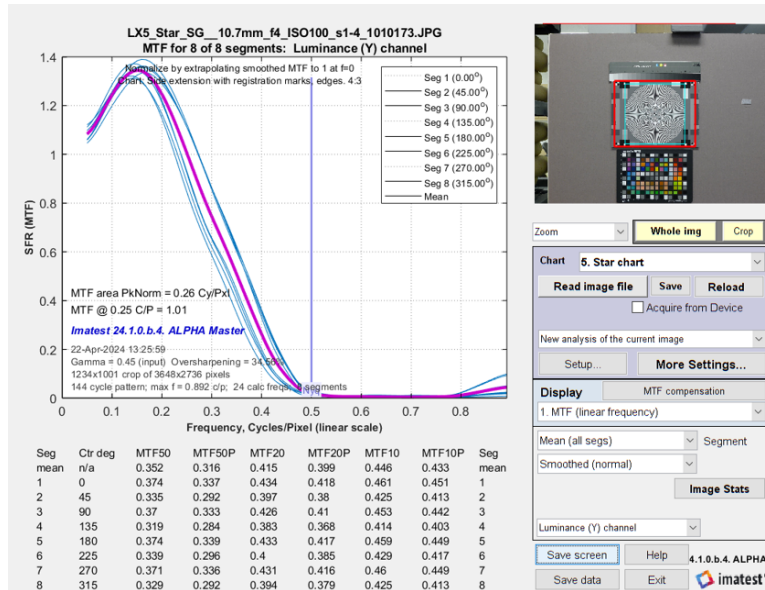 LX5_Star_SG__10.7mm_f4_ISO100_s1-4_1010173.JPG
MTF for 8 of 8 segments: Luminance (Y) channel
Normalize by extrapolating smoothed MTF to 1 at f=0
Chart: Side extension with registration marks, edges. 4:3
Seg 1 (0.00°)
Seg 2 (45.00°)
Seg 3 (90.00°)
Seg 4 (135.00°)
Seg 5 (180.00°)
Seg 6 (225.00°)
Seg 7 (270.00°)
Seg 8 (315.00°)
Mean
1.4
1.2
1
0.8
0.6
0.4
0.2
0
SFR (MTF)
MTF area PkNorm = 0.26 Cy/Pxl
MTF @ 0.25 C/P = 1.01
Imatest 24.1.0.b.4. ALPHA Master
22-Apr-2024 13:25:59
Gamma = 0.45 (input) Oversharpening = 34.56%
1234x1001 crop of 3648x2736 pixels
144 cycle pattern; max f = 0.892 c/p; 24 calc freqs. segments
0 0.1 0.2 0.3 0.4 0.5 0.6 0.7 0.8
Frequency, Cycles/Pixel (linear scale)
Seg Ctr deg MTF50 MTF50P MTF20 MTF20P MTF10 MTF10P Seg
mean n/a 0.352 0.316 0.415 0.399 0.446 0.433 mean
1 0 0.374 0.337 0.434 0.418 0.461 0.451 1
2 45 0.335 0.292 0.397 0.38 0.425 0.413 2
3 90 0.37 0.333 0.426 0.41 0.453 0.442 3
4 135 0.319 0.284 0.383 0.368 0.414 0.403 4
5 180 0.374 0.339 0.433 0.417 0.459 0.449 5
6 225 0.339 0.296 0.4 0.385 0.429 0.417 6
7 270 0.371 0.336 0.431 0.416 0.46 0.449 7
8 315 0.329 0.292 0.394 0.379 0.425 0.413 8
Zoom
Whole img
Crop
Chart
5. Star chart
Read image file
Save
Reload
Acquire from Device
New analysis of the current image
Setup...
More Settings...
Display
MTF compensation
1. MTF (linear frequency)
Mean (all segs)
Segment
Smoothed (normal)
Image Stats
Luminance (Y) channel
Save screen
Help
4.1.0.b.4. ALPHA
Save data
Exit
imatest